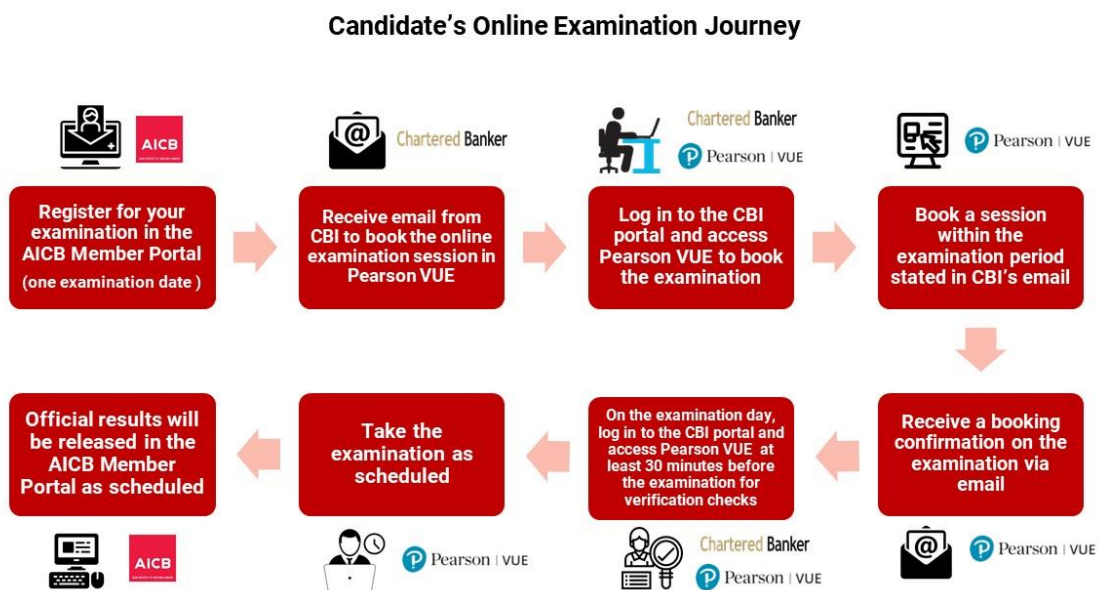 Candidate's Online Examination Journey
AICB
@
Chartered Banker
Chartered Banker
P Pearson | VUE
P Pearson | VUE
Register for your
examination in the
AICB Member Portal
(one examination date )
Receive email from
CBI to book the online
examination session in
Pearson VUE
Log in to the CBI
portal and access
Pearson VUE to book
the examination
Book a session
within the
examination period
stated in CBI's email
Receive a booking
confirmation on the
examination via
email
On the examination day,
log in to the CBI portal and
access Pearson VUE at
least 30 minutes before
the examination for
verification checks
Take the
examination as
scheduled
Official results will
be released in the
AICB Member
Portal as scheduled
@
P Pearson | VUE
Chartered Banker
P Pearson | VUE
P Pearson | VUE
AICB